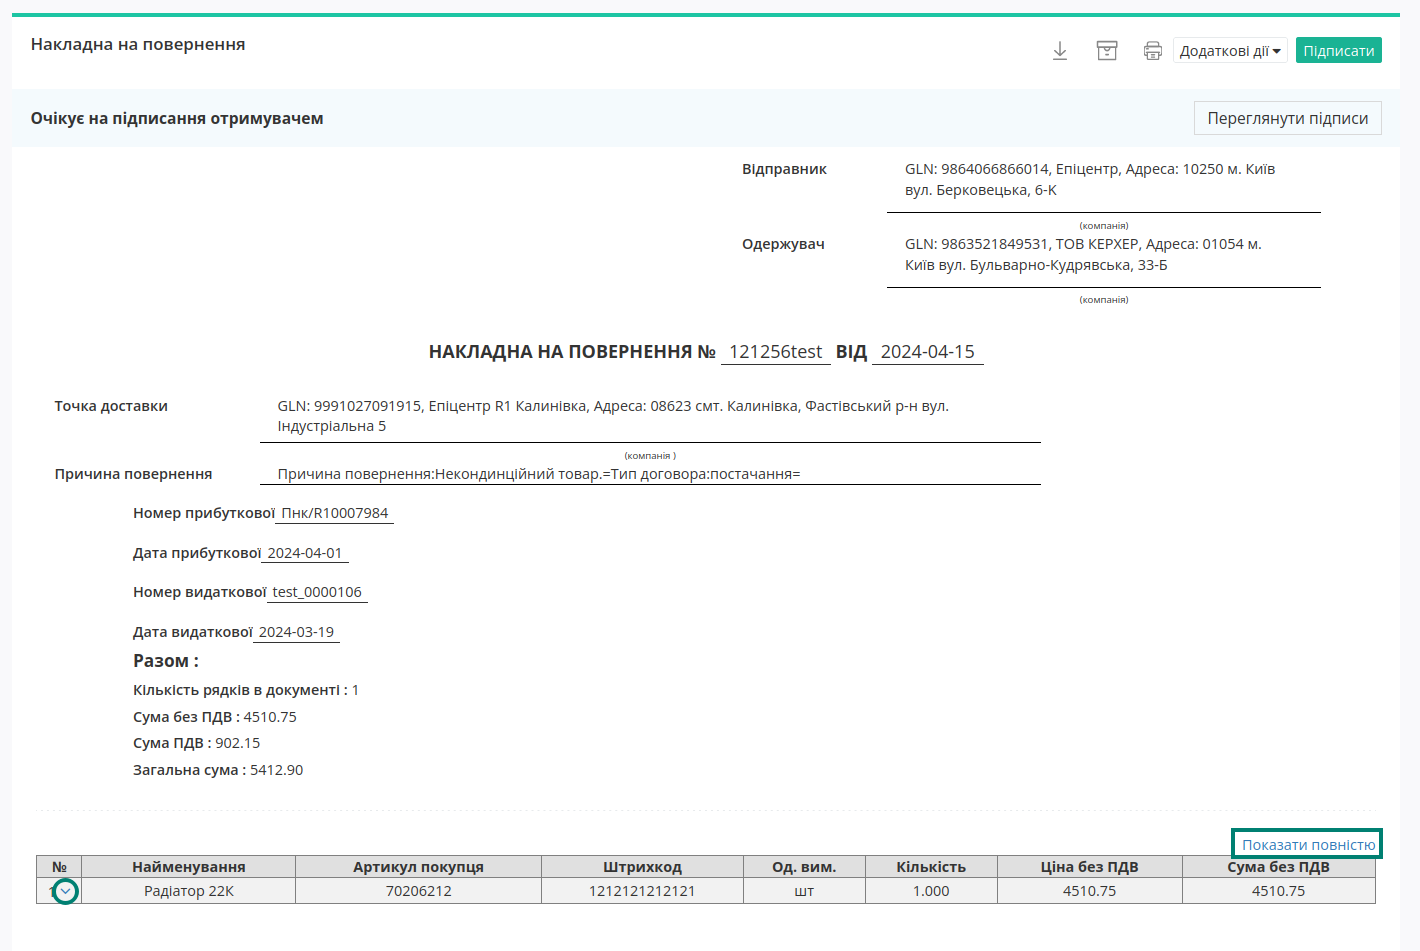 Накладна на повернення
Додаткові дії
Підписати
Очікує на підписання отримувачем
Переглянути підписи
Відправник
GLN: 9864066866014, Епіцентр, Адреса: 10250 м. Київ
вул. Берковецька, 6-К
(компанія)
Одержувач
GLN: 9863521849531, ТОВ КЕРХЕР, Адреса: 01054 м.
Київ вул. Бульварно-Кудрявська, 33-Б
(компанія)
НАКЛАДНА НА ПОВЕРНЕННЯ № 121256test ВІД 2024-04-15
Точка доставки
GLN: 9991027091915, Епіцентр R1 Калинівка, Адреса: 08623 смт. Калинівка, Фастівський р-н вул.
Індустріальна 5
(компанія )
Причина повернення
Причина повернення:Некондинційний товар.=Тип договора:постачання=
Номер прибуткової Пнк/R10007984
Дата прибуткової 2024-04-01
Номер видаткової test_0000106
Дата видаткової 2024-03-19
Разом :
Кількість рядків в документі : 1
Сума без ПДВ : 4510.75
Сума ПДВ : 902.15
Загальна сума : 5412.90
Показати повністю
№ Найменування Артикул покупця Штрихкод Од. вим. Кількість Ціна без ПДВ Сума без ПДВ
1 Радіатор 22К 70206212 1212121212121 шт 1.000 4510.75 4510.75